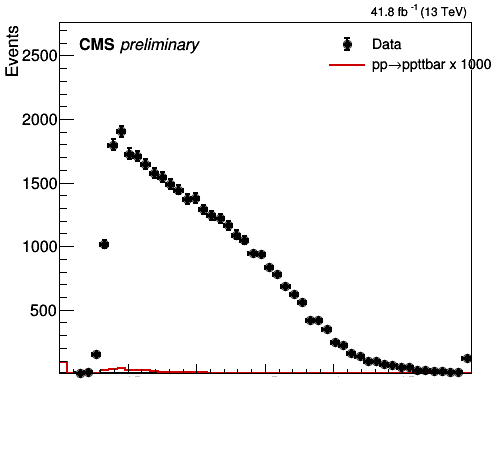 41.8 fb⁻¹ (13 TeV)
CMS preliminary
Data
pp→ppttbar x 1000
Events
2500
2000
1500
1000
500